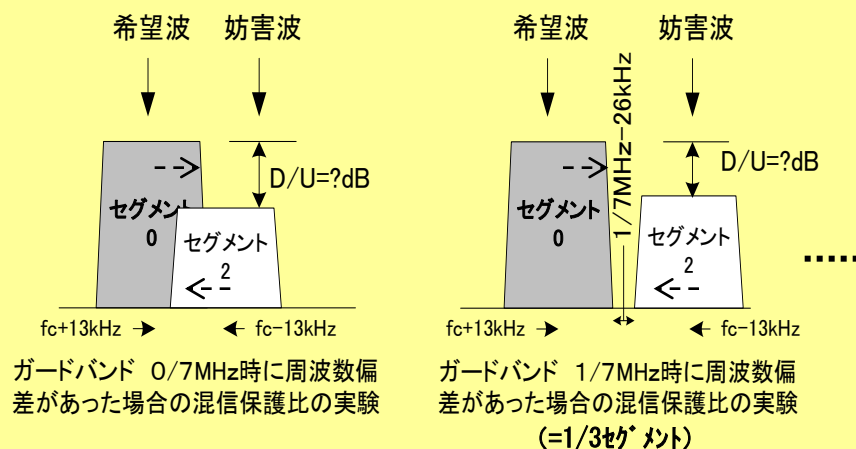 希望波
妨害波
D/U=?dB
セグメント
0
セグメント
2
fc+13kHz
fc-13kHz
ガードバンド 0/7MHz時に周波数偏
差があった場合の混信保護比の実験
希望波
妨害波
1/7MHz-26kHz
D/U=?dB
セグメント
0
セグメント
2
fc+13kHz
fc-13kHz
ガードバンド 1/7MHz時に周波数偏
差があった場合の混信保護比の実験
(=1/3セグメント)
……